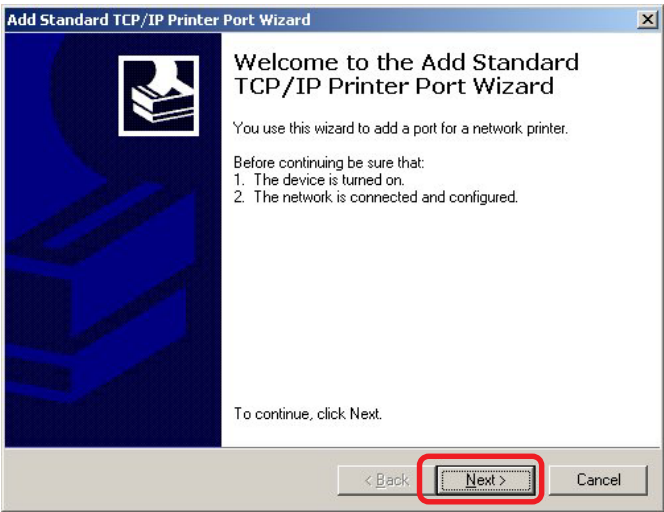 Add Standard TCP/IP Printer Port Wizard
Welcome to the Add Standard
TCP/IP Printer Port Wizard
You use this wizard to add a port for a network printer.
Before continuing be sure that:
1. The device is turned on.
2. The network is connected and configured.
To continue, click Next.
< Back
Next >
Cancel